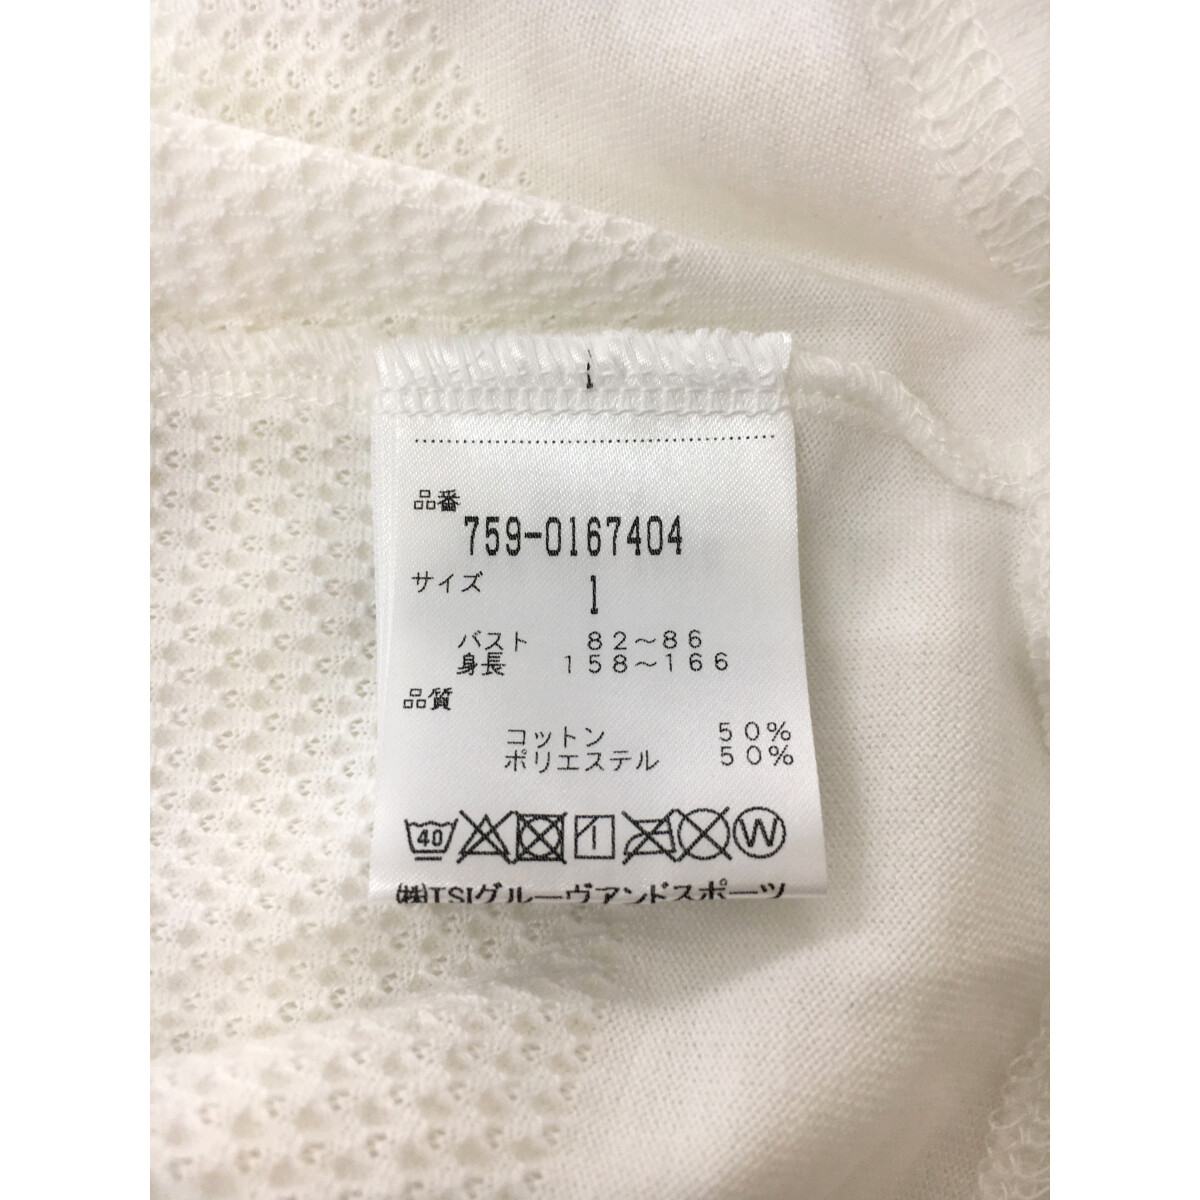 品番
759-0167404
サイズ 1
バスト 82～86
身長 158～166
品質
コットン 50%
ポリエステル 50%
40 W
㈱TSIグルーヴアンドスポーツ